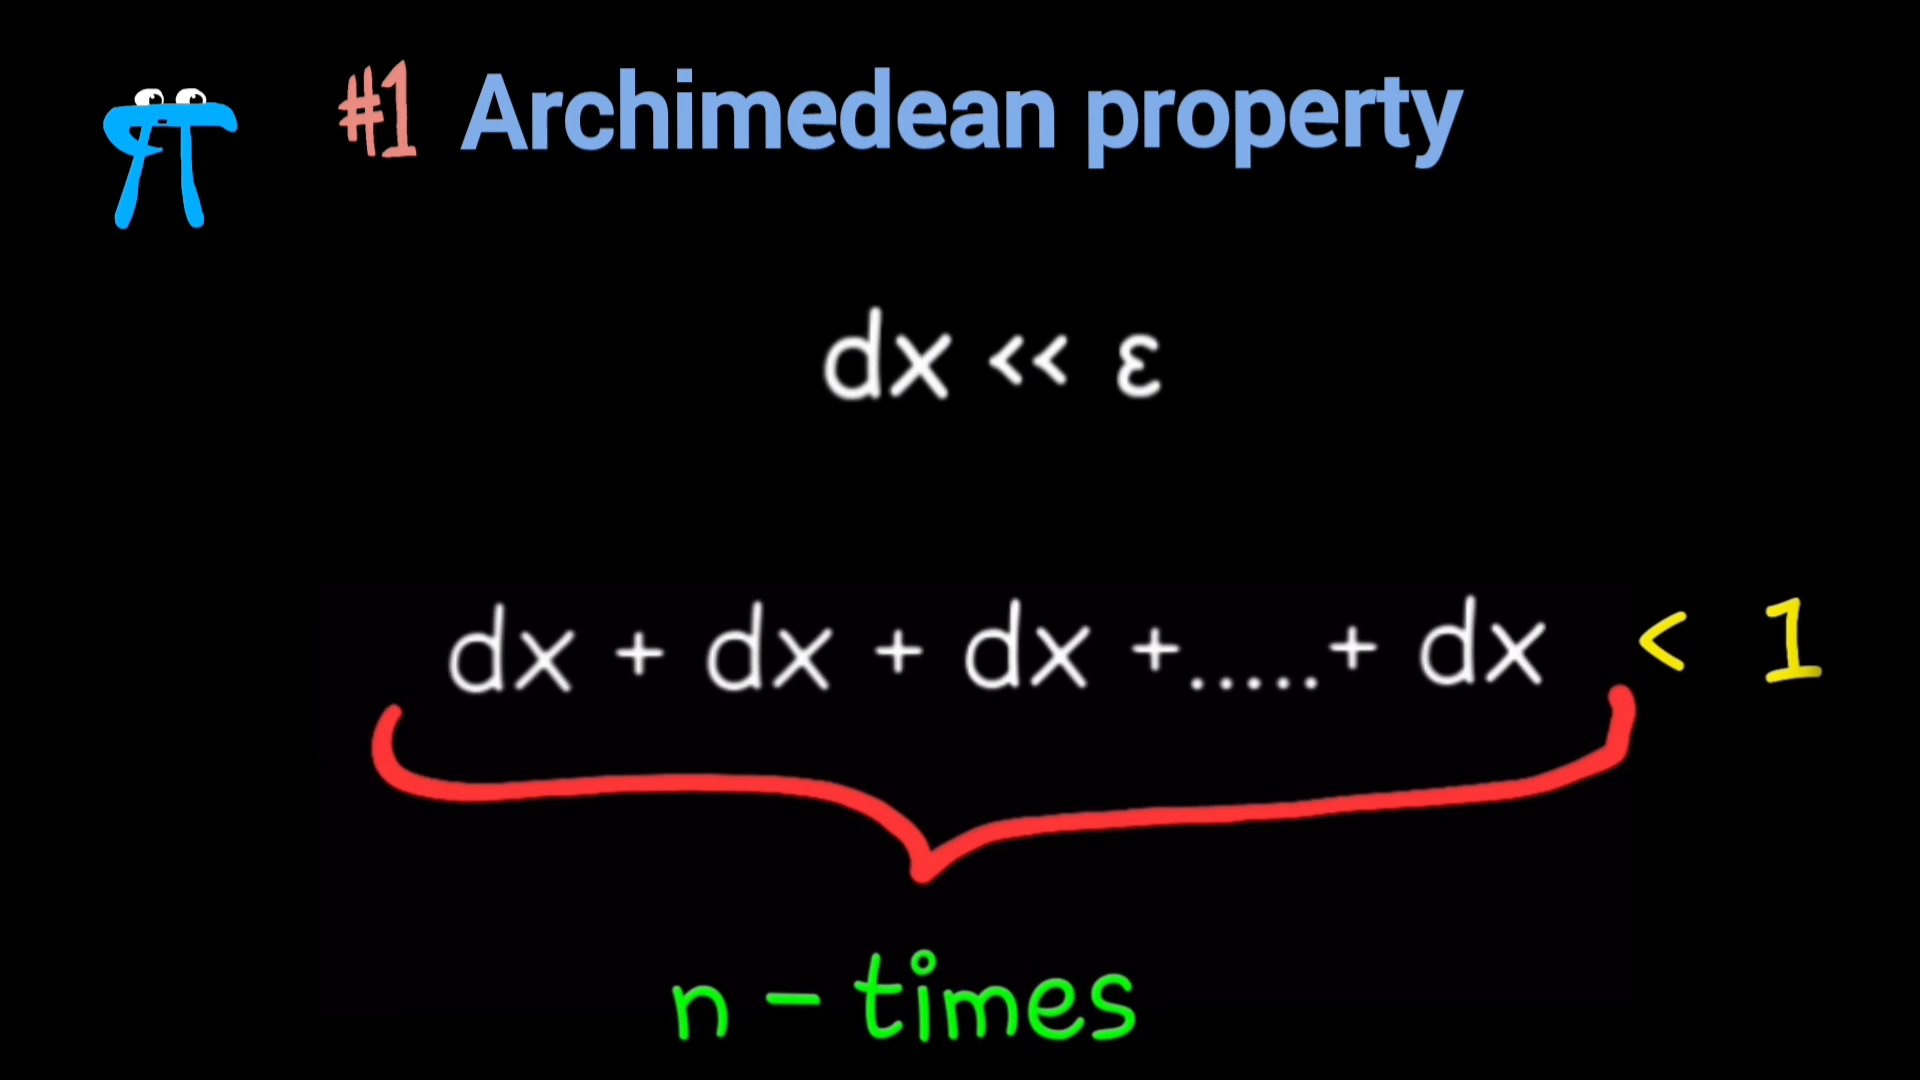 #1 Archimedean property
dx << ε
dx + dx + dx +.....+ dx < 1
n - times